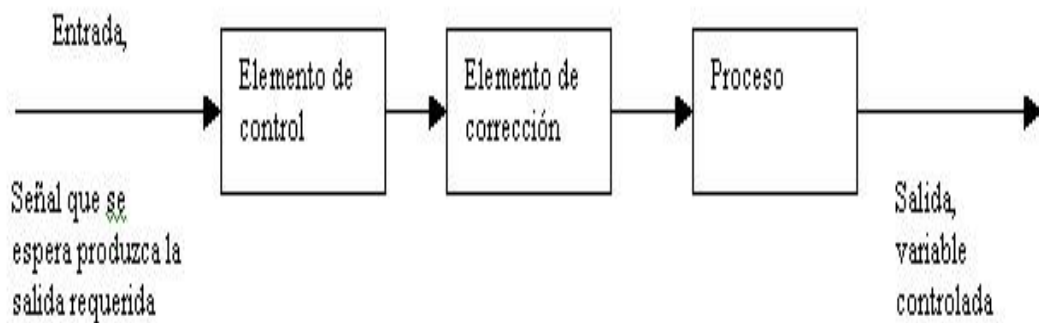 Entrada,
Elemento de
control
Elemento de
corrección
Proceso
Señal que se
espera produzca la
salida requerida
Salida,
variable
controlada